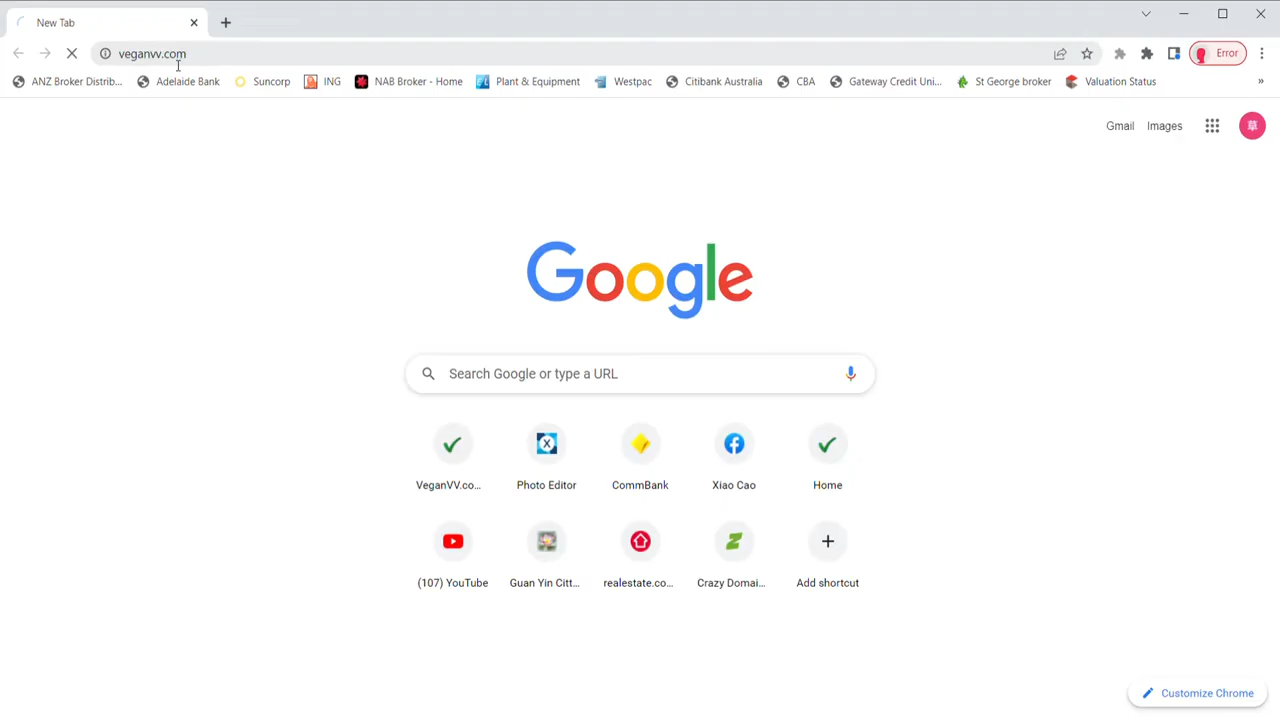 New Tab
veganvv.com
Error
ANZ Broker Distrib... Adelaide Bank Suncorp ING NAB Broker - Home Plant & Equipment Westpac Citibank Australia CBA Gateway Credit Uni... St George broker Valuation Status »
Gmail Images 草
Google
Search Google or type a URL
VeganVV.co... Photo Editor CommBank Xiao Cao Home
(107) YouTube Guan Yin Citt... realestate.co... Crazy Domai... Add shortcut
Customize Chrome